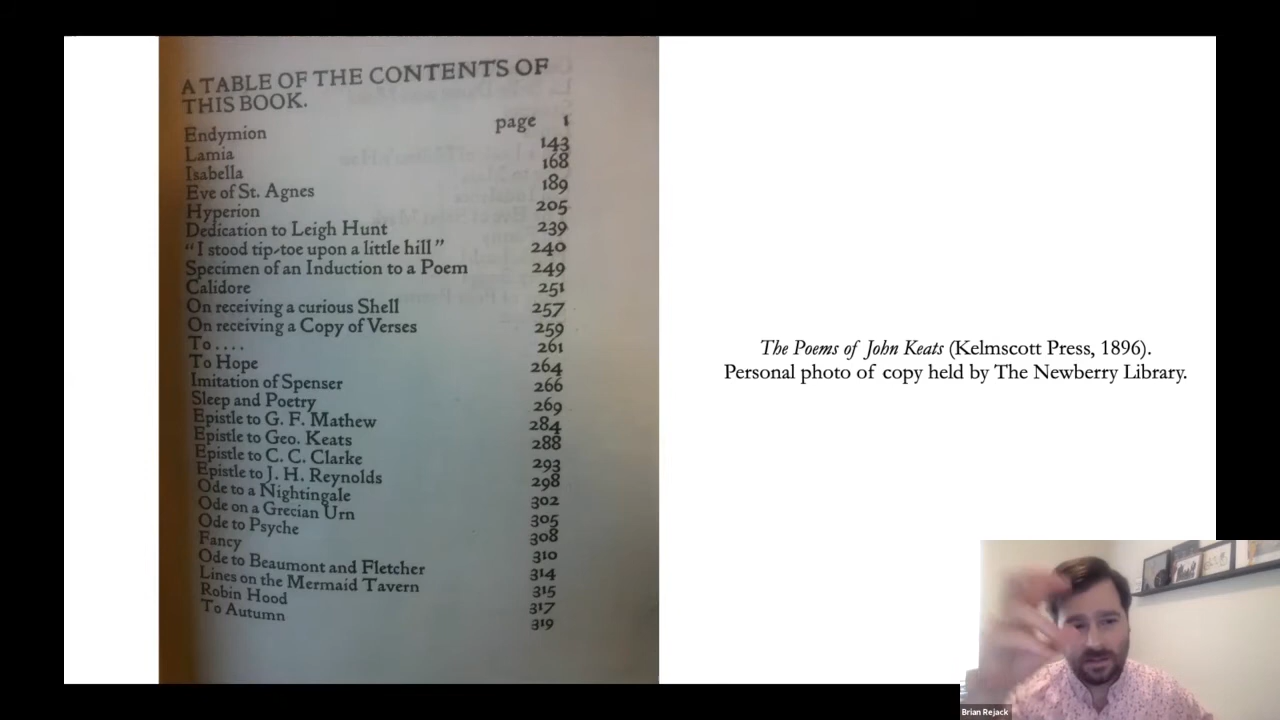 A TABLE OF THE CONTENTS OF
THIS BOOK.
Endymion page 1
Lamia 143
Isabella 168
Eve of St. Agnes 189
Hyperion 205
Dedication to Leigh Hunt 239
“I stood tip-toe upon a little hill” 240
Specimen of an Induction to a Poem 249
Calidore 251
On receiving a curious Shell 257
On receiving a Copy of Verses 259
To.... 261
To Hope 264
Imitation of Spenser 266
Sleep and Poetry 269
Epistle to G. F. Mathew 284
Epistle to Geo. Keats 288
Epistle to C. C. Clarke 293
Epistle to J. H. Reynolds 298
Ode to a Nightingale 302
Ode on a Grecian Urn 305
Ode to Psyche 308
Fancy 310
Ode to Beaumont and Fletcher 314
Lines on the Mermaid Tavern 315
Robin Hood 317
To Autumn 319
The Poems of John Keats (Kelmscott Press, 1896).
Personal photo of copy held by The Newberry Library.
Brian Rejack